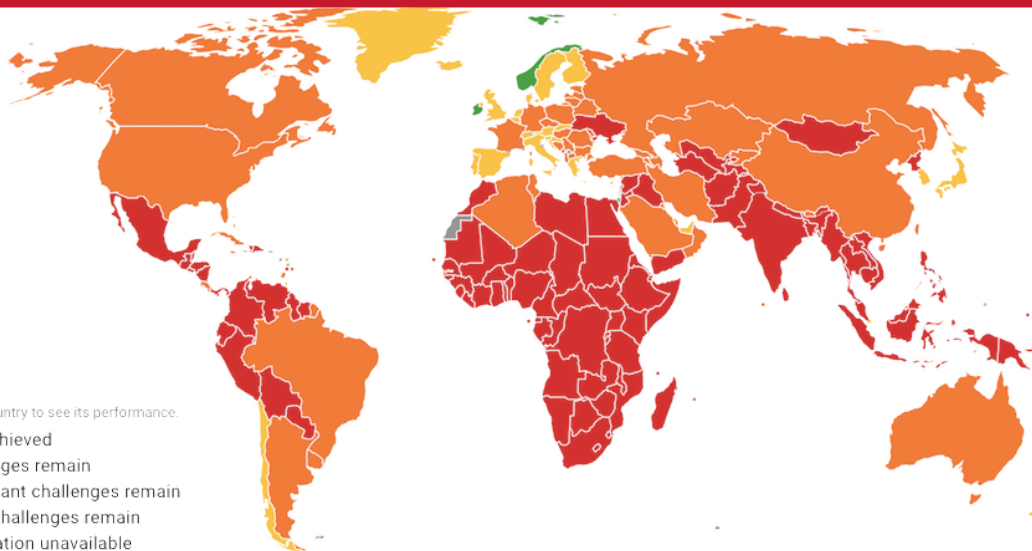 untry to see its performance.
hieved
ges remain
ant challenges remain
hallenges remain
ation unavailable